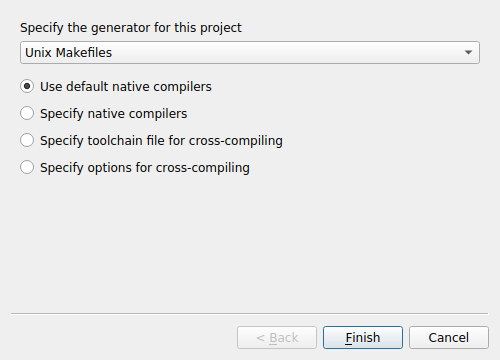 Specify the generator for this project
Unix Makefiles
Use default native compilers
Specify native compilers
Specify toolchain file for cross-compiling
Specify options for cross-compiling
< Back
Finish
Cancel